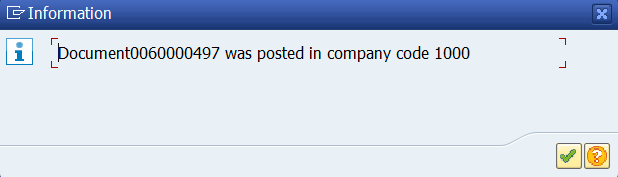 Information
Document0060000497 was posted in company code 1000